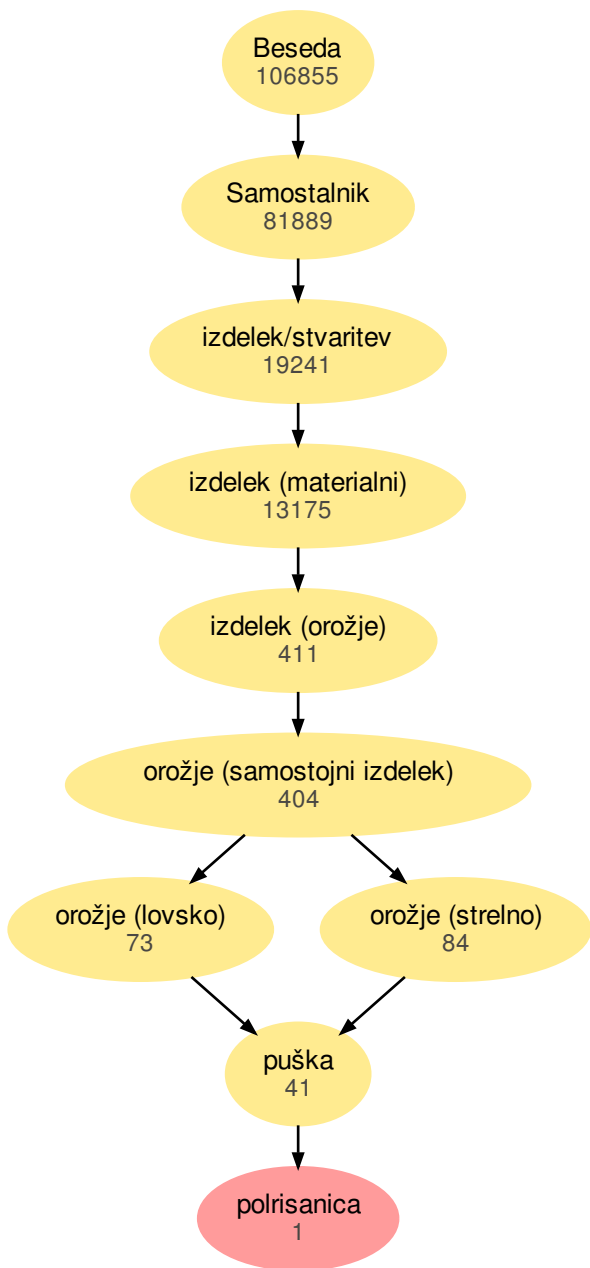 Beseda
106855
Samostalnik
81889
izdelek/stvaritev
19241
izdelek (materialni)
13175
izdelek (orožje)
411
orožje (samostojni izdelek)
404
orožje (lovsko)
73
orožje (strelno)
84
puška
41
polrisanica
1